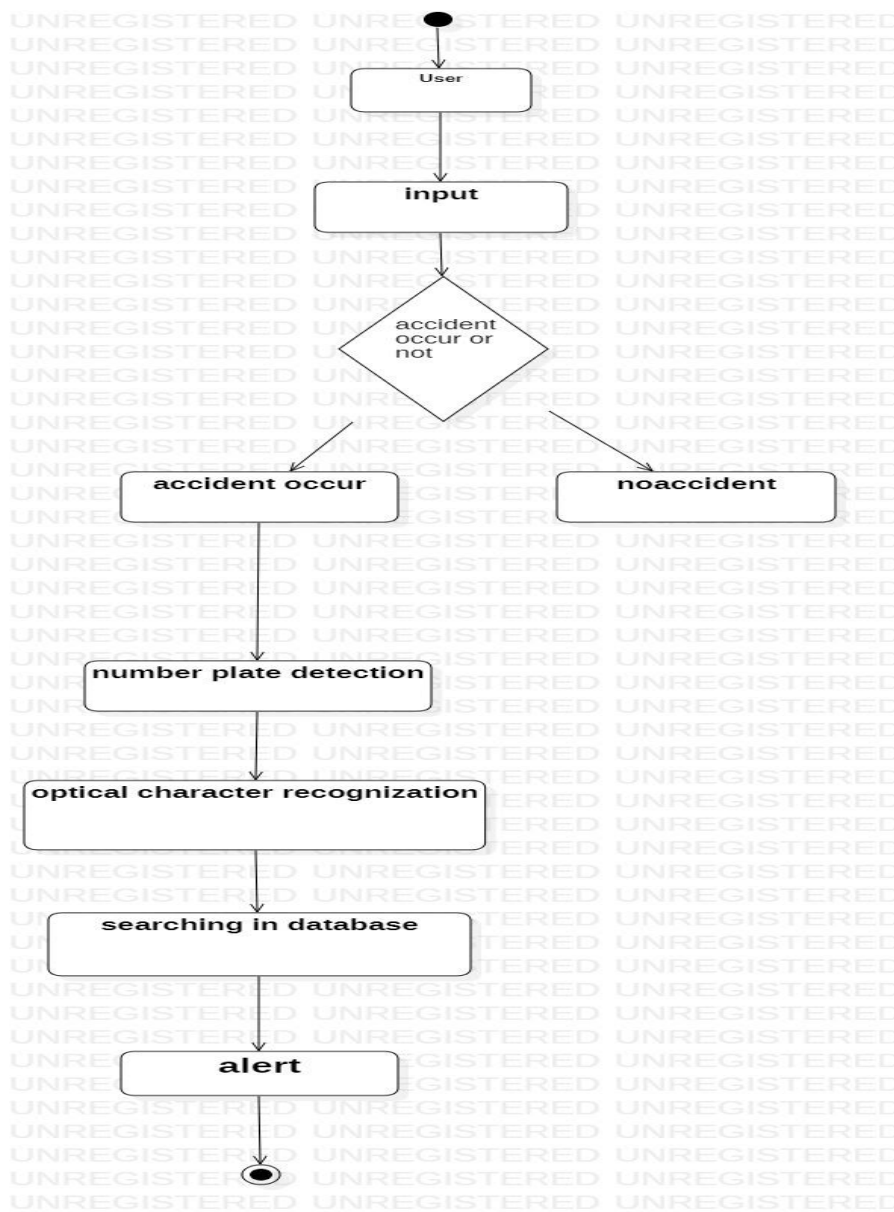 User
input
accident
occur or
not
accident occur
noaccident
number plate detection
optical character recognization
searching in database
alert
UNREGISTERED